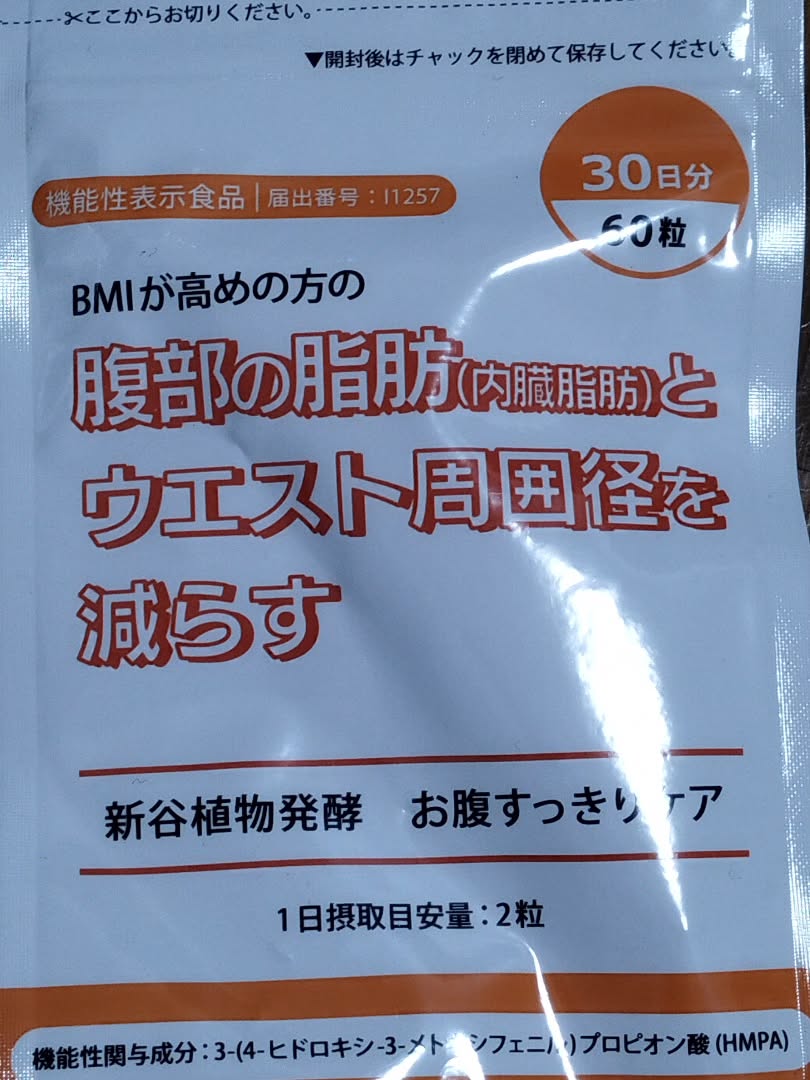 ここからお切りください。
▼開封後はチャックを閉めて保存してください。
30日分
60粒
機能性表示食品|届出番号:I1257
BMIが高めの方の
腹部の脂肪(内臓脂肪)と
ウエスト周囲径を
減らす
新谷植物発酵 お腹すっきりケア
1日摂取目安量:2粒
機能性関与成分:3-(4-ヒドロキシ-3-メトキシフェニル)プロピオン酸(HMPA)